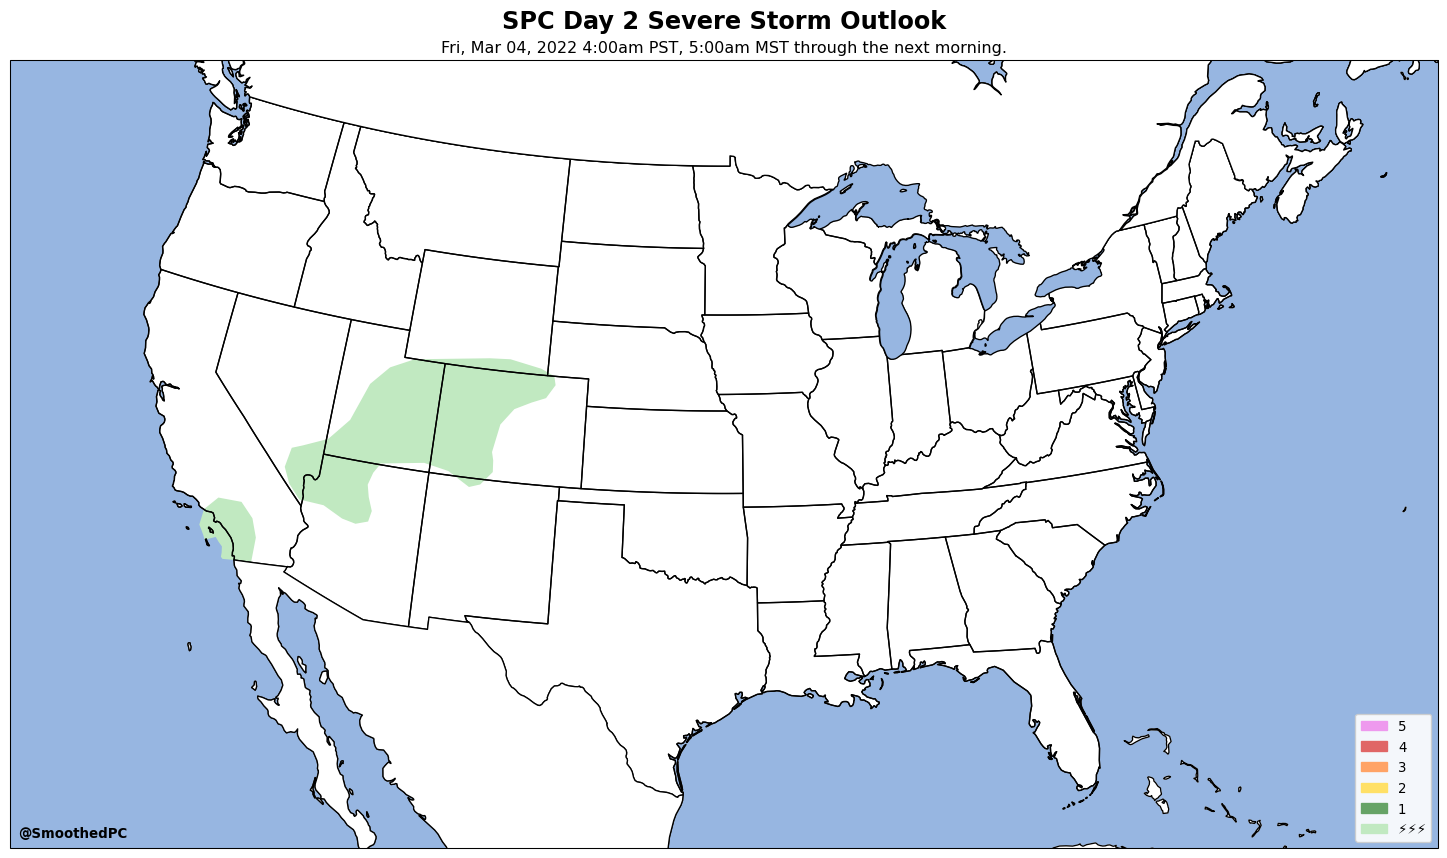 SPC Day 2 Severe Storm Outlook
Fri, Mar 04, 2022 4:00am PST, 5:00am MST through the next morning.
5
4
3
2
1
⚡⚡⚡
@SmoothedPC